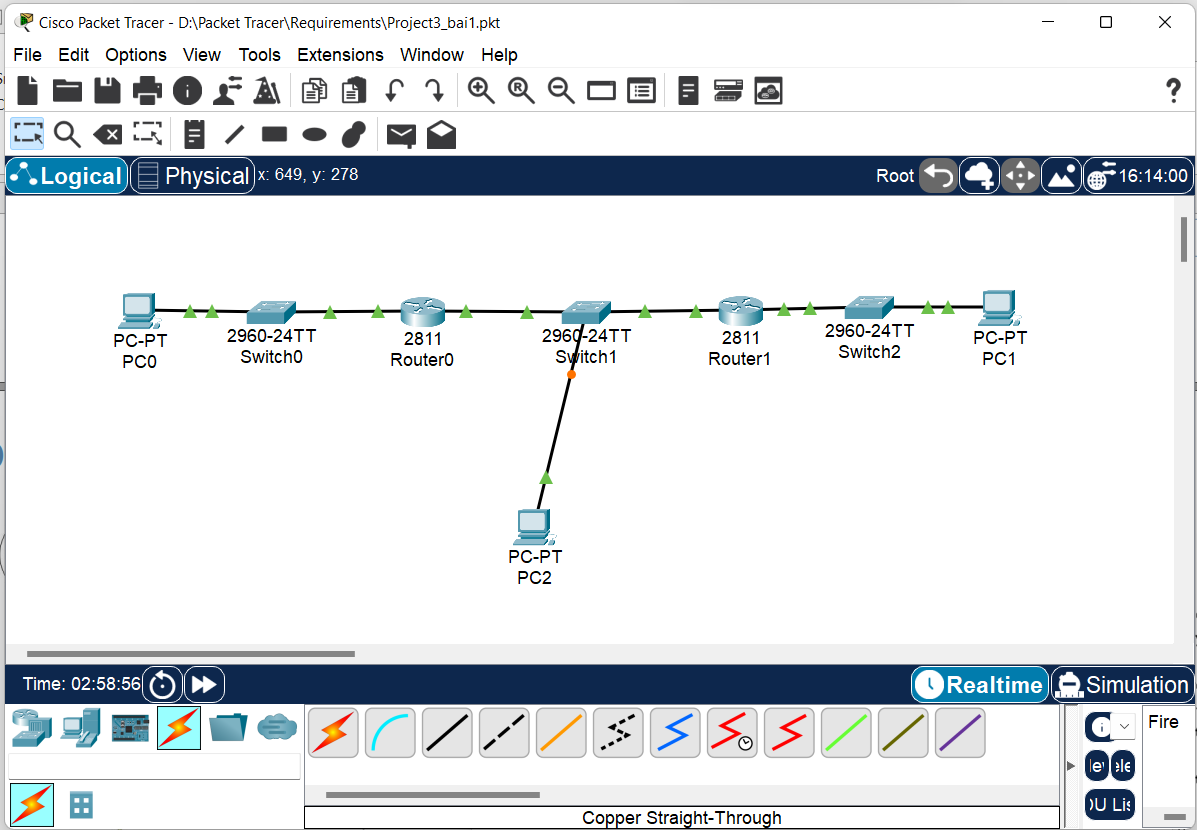 Cisco Packet Tracer - D:\Packet Tracer\Requirements\Project3_bai1.pkt
File Edit Options View Tools Extensions Window Help
Logical Physical x: 649, y: 278 Root 16:14:00
PC-PT
PC0
2960-24TT
Switch0
2811
Router0
2960-24TT
Switch1
2811
Router1
2960-24TT
Switch2
PC-PT
PC1
PC-PT
PC2
Time: 02:58:56 Realtime Simulation
Fire
Copper Straight-Through